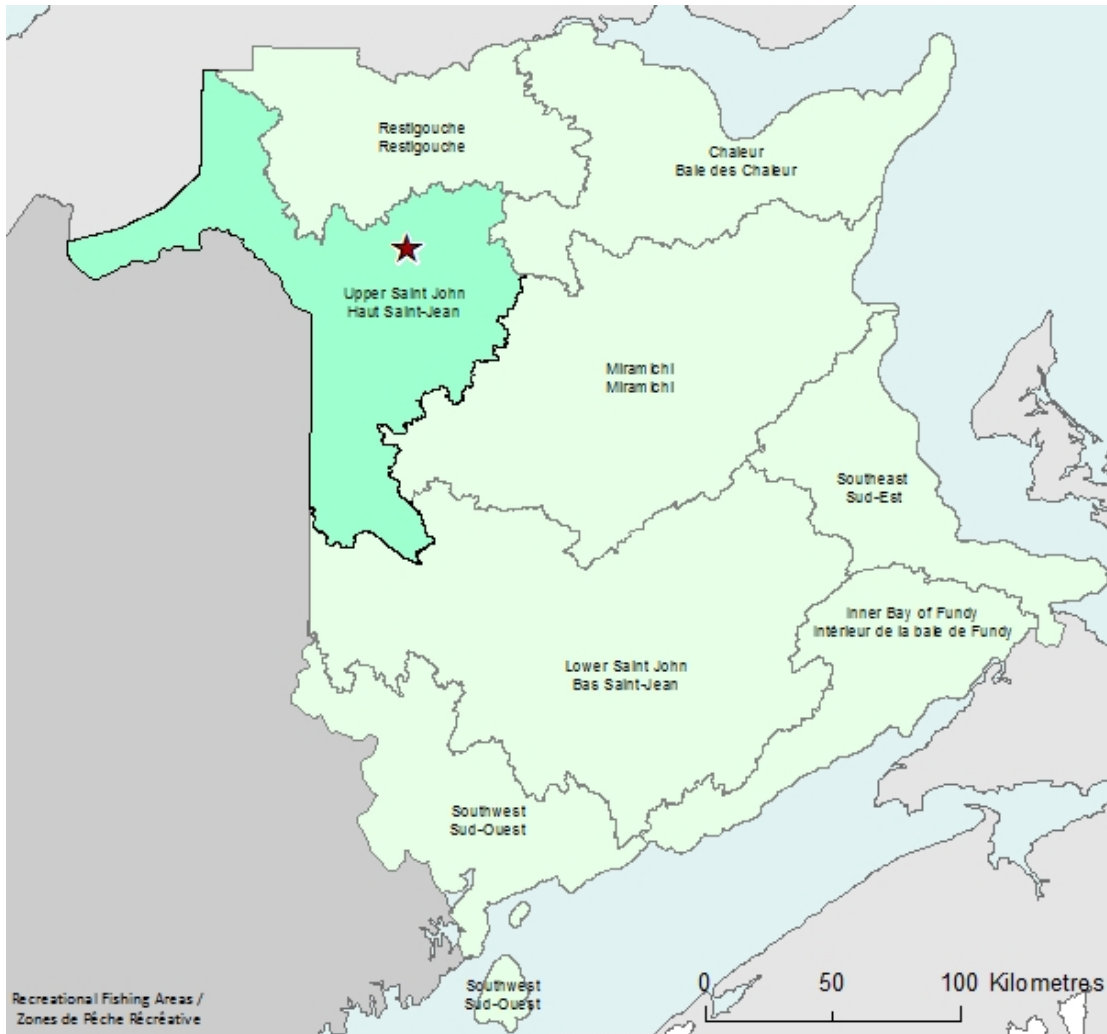 Restigouche
Restigouche
Chaleur
Baie des Chaleur
Upper Saint John
Haut Saint-Jean
Miramichi
Miramichi
Southeast
Sud-Est
Inner Bay of Fundy
Intérieur de la baie de Fundy
Lower Saint John
Bas Saint-Jean
Southwest
Sud-Ouest
Southwest
Sud-Ouest
0 50 100 Kilometres
Recreational Fishing Areas /
Zones de Pêche Récréative